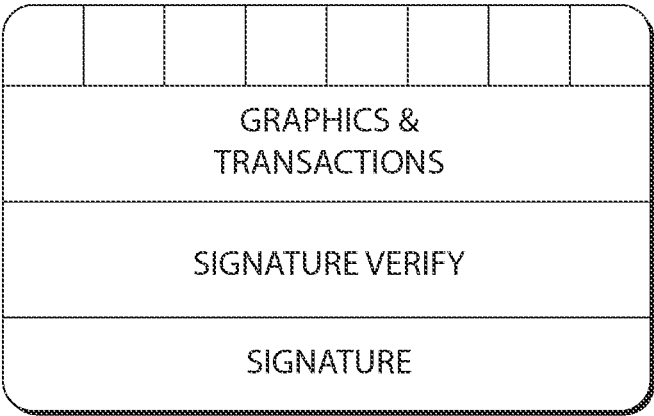 GRAPHICS &
TRANSACTIONS
SIGNATURE VERIFY
SIGNATURE